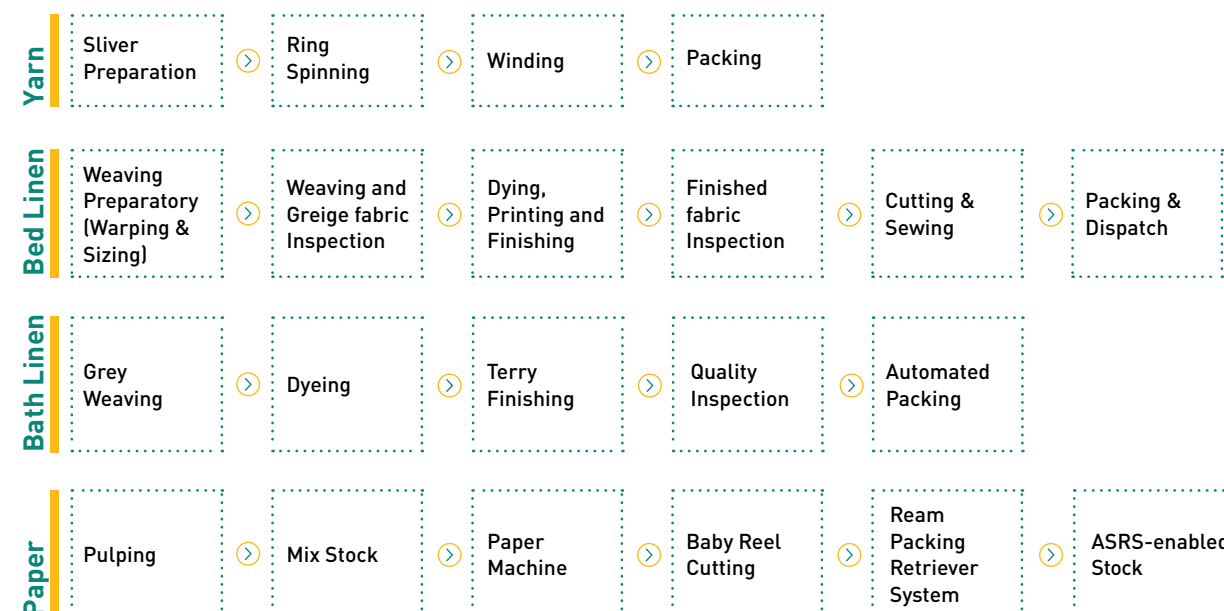 Yarn
Sliver
Preparation
Ring
Spinning
Winding
Packing
Bed Linen
Weaving
Preparatory
(Warping &
Sizing)
Weaving and
Greige fabric
Inspection
Dying,
Printing and
Finishing
Finished
fabric
Inspection
Cutting &
Sewing
Packing &
Dispatch
Bath Linen
Grey
Weaving
Dyeing
Terry
Finishing
Quality
Inspection
Automated
Packing
Paper
Pulping
Mix Stock
Paper
Machine
Baby Reel
Cutting
Ream
Packing
Retriever
System
ASRS-enabled
Stock